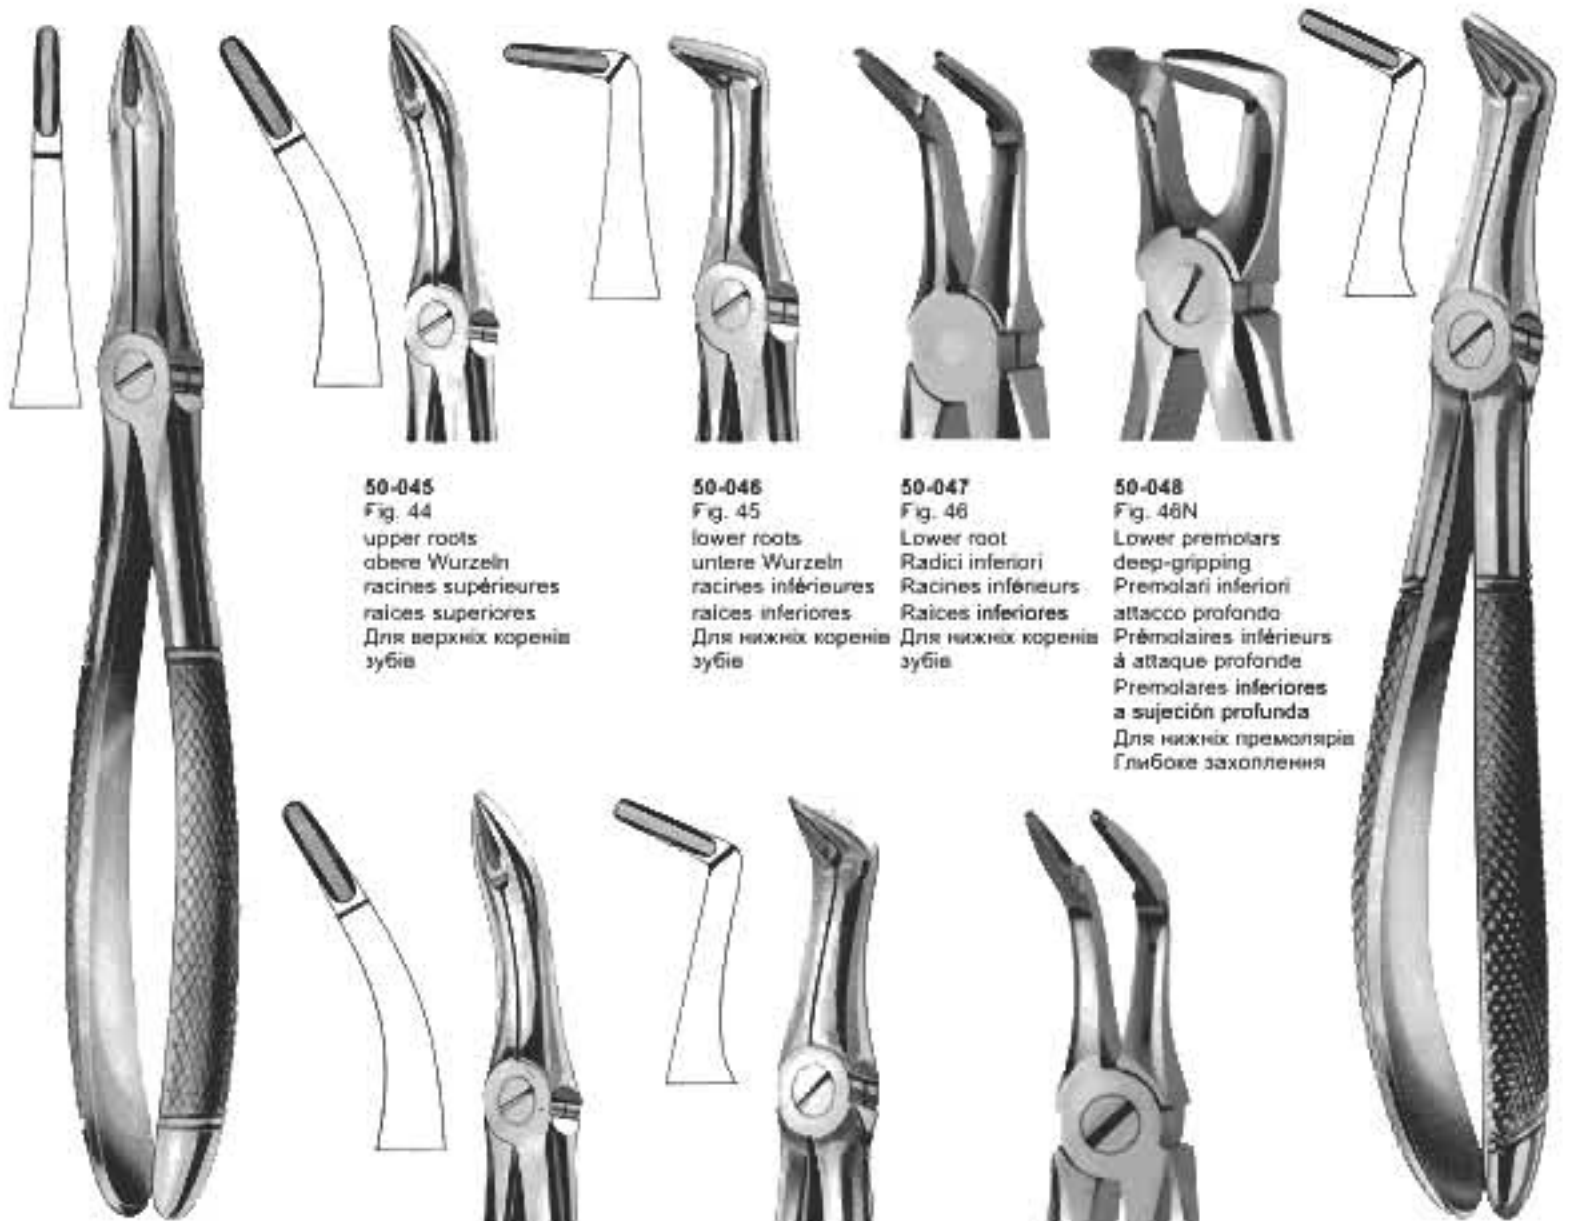 50-045
Fig. 44
upper roots
obere Wurzeln
racines supérieures
raíces superiores
Для верхніх коренів
зубів
50-046
Fig. 45
lower roots
untere Wurzeln
racines inférieures
raíces inferiores
Для нижніх коренів
зубів
50-047
Fig. 46
Lower root
Radici inferiori
Racines inférieurs
Raíces inferiores
Для нижніх коренів
зубів
50-048
Fig. 46N
Lower premolars
deep-gripping
Premolari inferiori
attacco profondo
Prémolaires inférieurs
à attaque profonde
Premolares inferiores
a sujeción profunda
Для нижніх премолярів
Глибоке захоплення